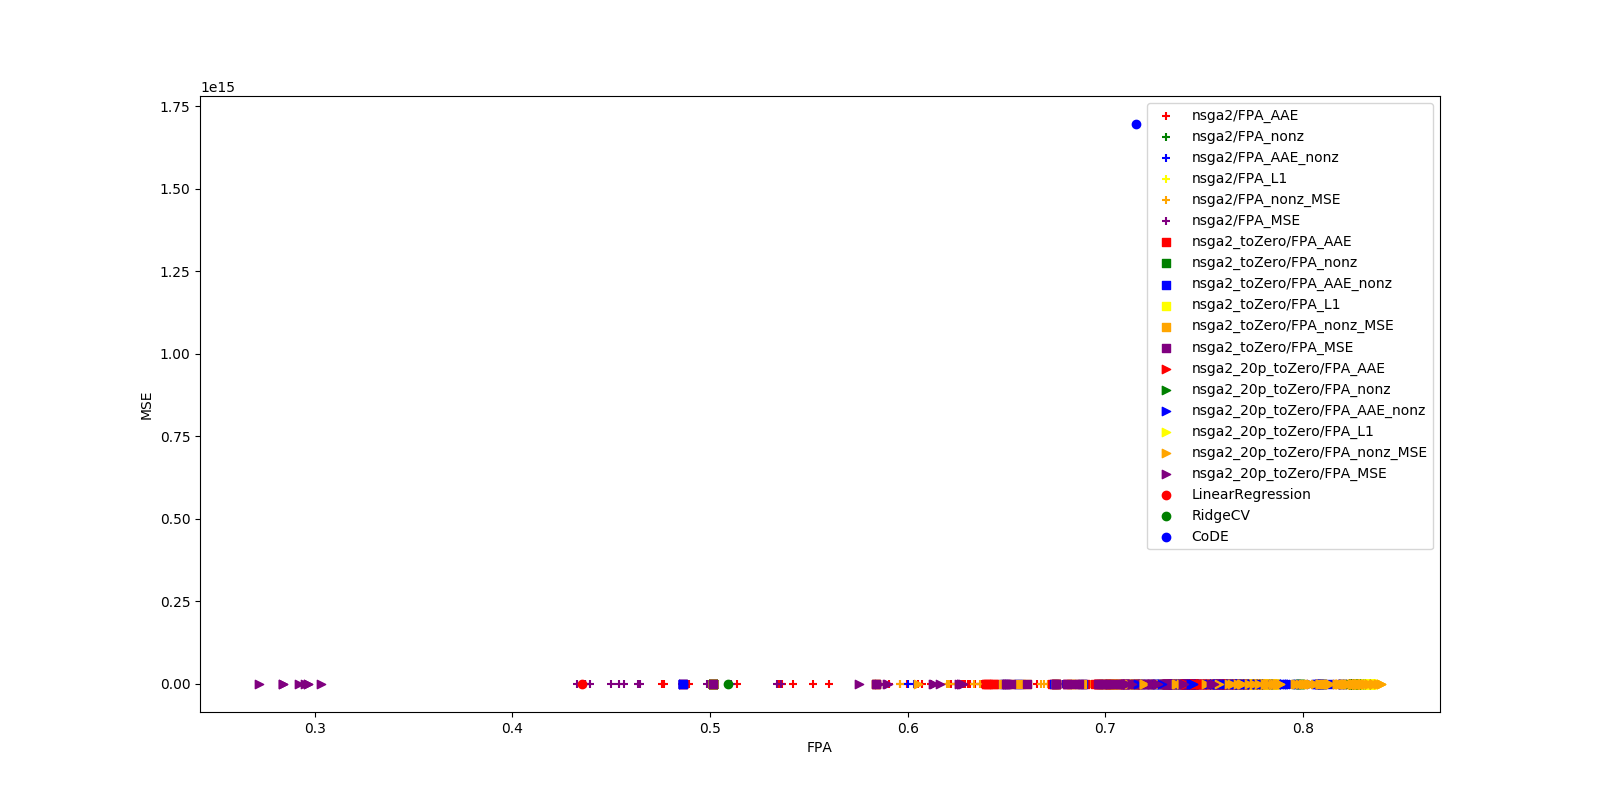 1e15
1.75
1.50
1.25
1.00
0.75
0.50
0.25
0.00
MSE
0.3 0.4 0.5 0.6 0.7 0.8
FPA
nsga2/FPA_AAE
nsga2/FPA_nonz
nsga2/FPA_AAE_nonz
nsga2/FPA_L1
nsga2/FPA_nonz_MSE
nsga2/FPA_MSE
nsga2_toZero/FPA_AAE
nsga2_toZero/FPA_nonz
nsga2_toZero/FPA_AAE_nonz
nsga2_toZero/FPA_L1
nsga2_toZero/FPA_nonz_MSE
nsga2_toZero/FPA_MSE
nsga2_20p_toZero/FPA_AAE
nsga2_20p_toZero/FPA_nonz
nsga2_20p_toZero/FPA_AAE_nonz
nsga2_20p_toZero/FPA_L1
nsga2_20p_toZero/FPA_nonz_MSE
nsga2_20p_toZero/FPA_MSE
LinearRegression
RidgeCV
CoDE